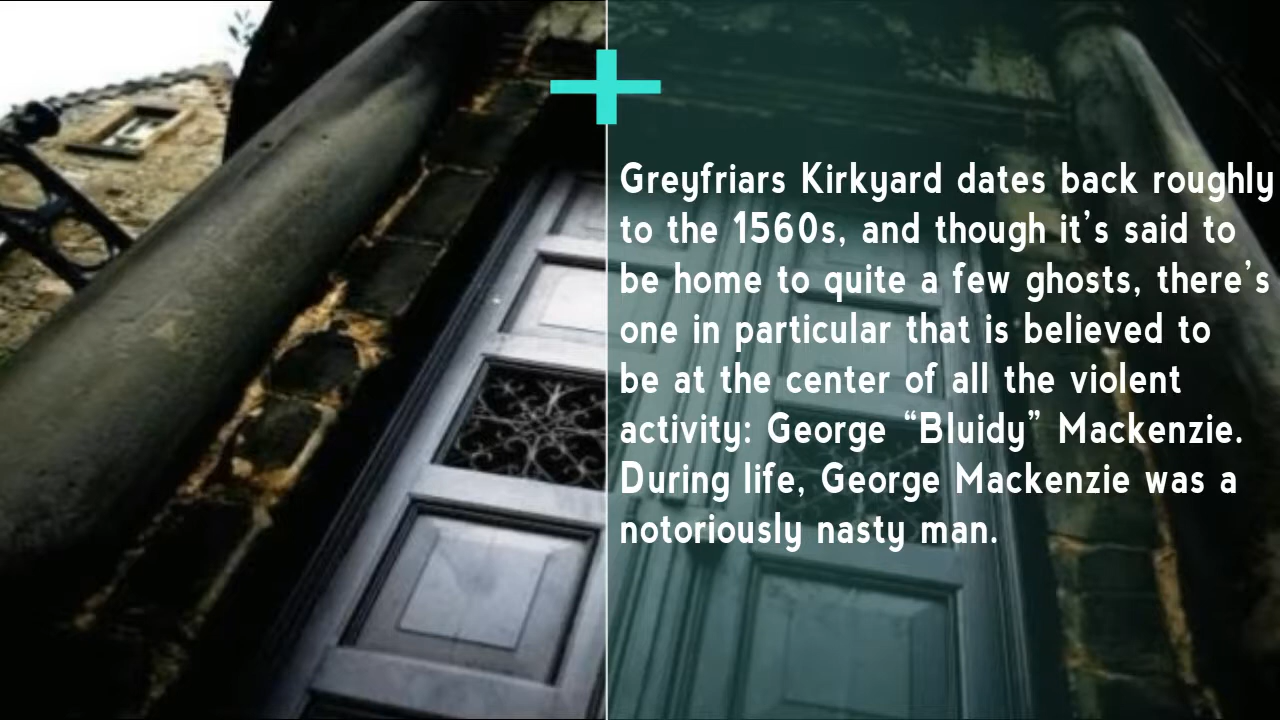 Greyfriars Kirkyard dates back roughly
to the 1560s, and though it's said to
be home to quite a few ghosts, there's
one in particular that is believed to
be at the center of all the violent
activity: George “Bluidy” Mackenzie.
During life, George Mackenzie was a
notoriously nasty man.